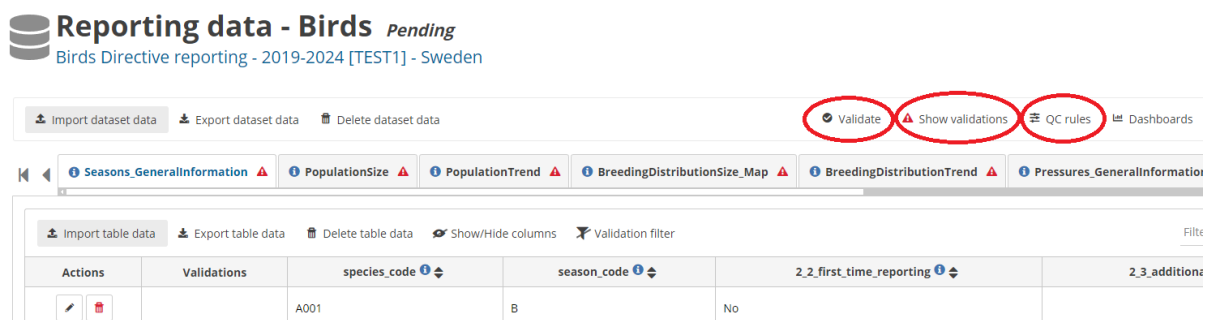 Reporting data - Birds Pending
Birds Directive reporting - 2019-2024 [TEST1] - Sweden
Import dataset data Export dataset data Delete dataset data Validate Show validations QC rules Dashboards
Seasons_GeneralInformation PopulationSize PopulationTrend BreedingDistributionSize_Map BreedingDistributionTrend Pressures_GeneralInformation
Import table data Export table data Delete table data Show/Hide columns Validation filter Filte
Actions Validations species_code season_code 2_2_first_time_reporting 2_3_additiona
A001 B No